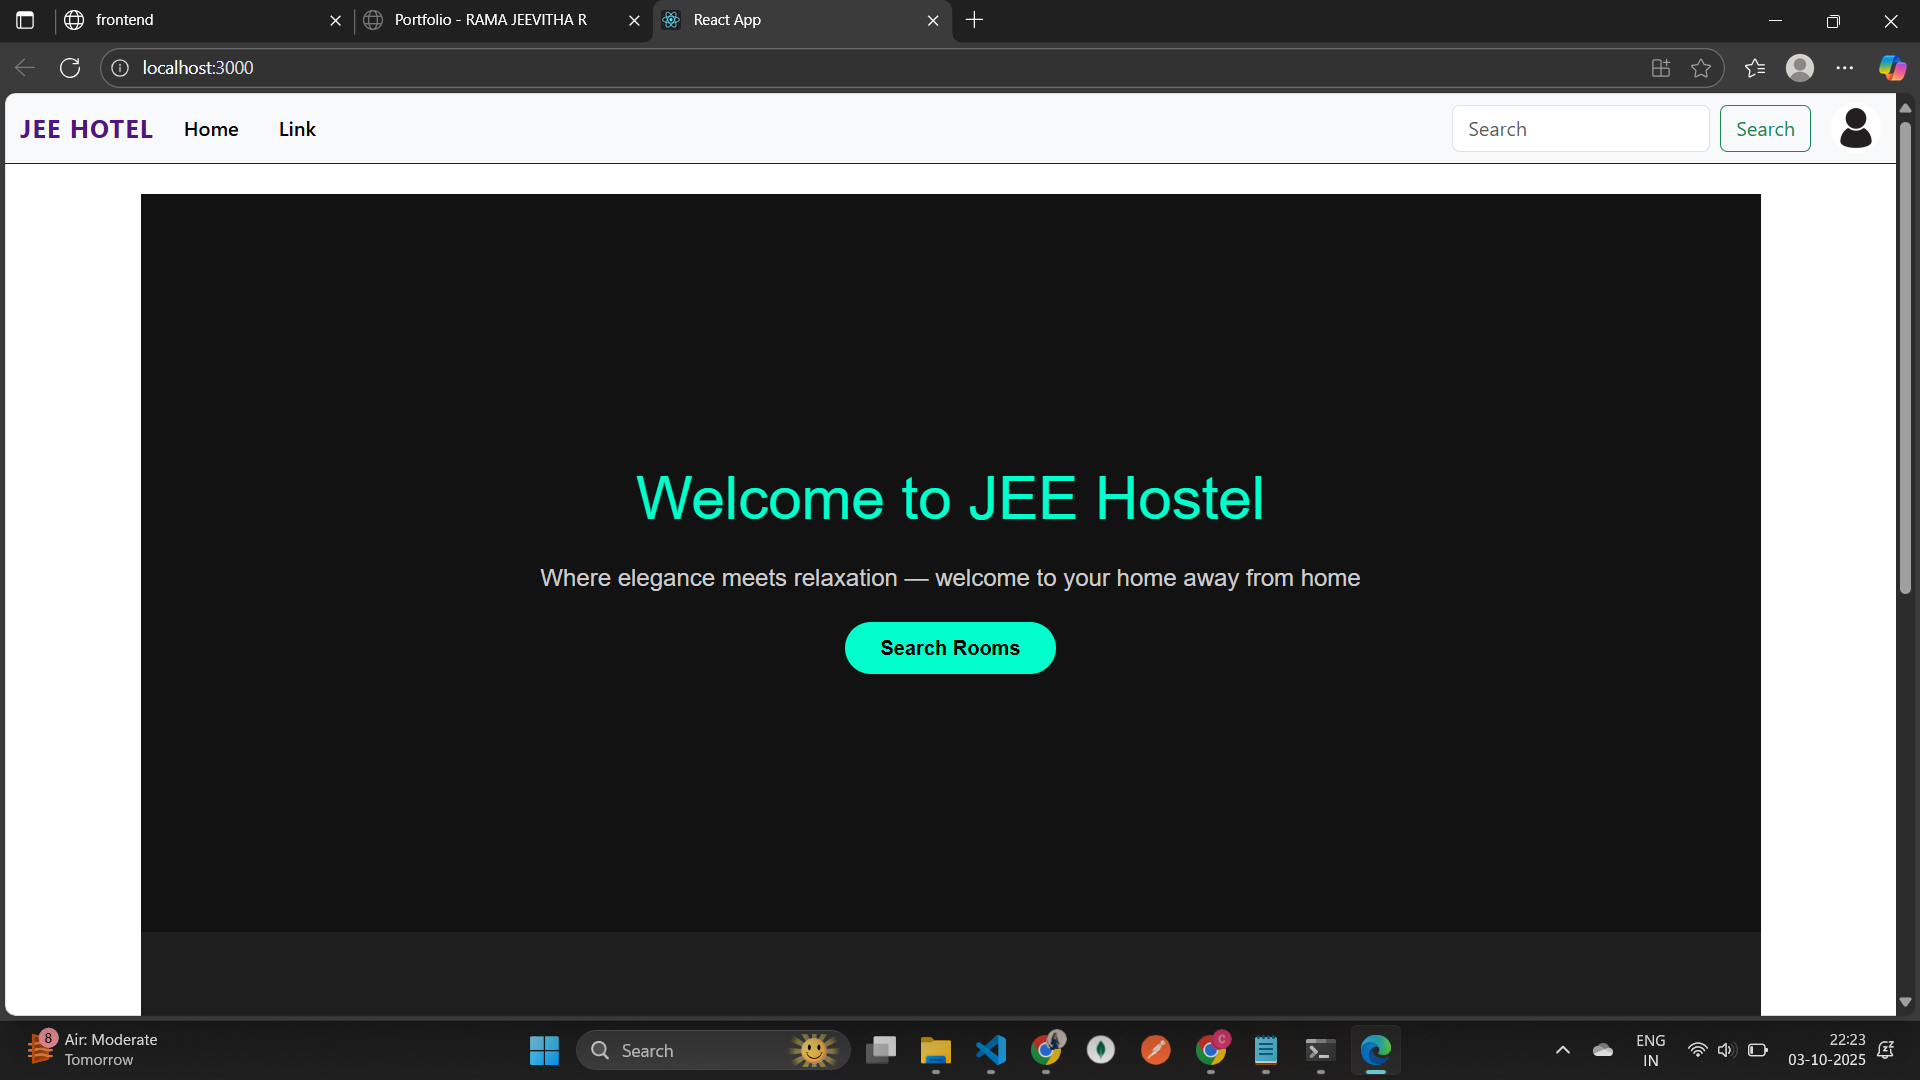 frontend
Portfolio - RAMA JEEVITHA R
React App
localhost:3000
JEE HOTEL
Home
Link
Search
Search
Welcome to JEE Hostel
Where elegance meets relaxation — welcome to your home away from home
Search Rooms
8
Air: Moderate
Tomorrow
Search
C
ENG
IN
22:23
03-10-2025